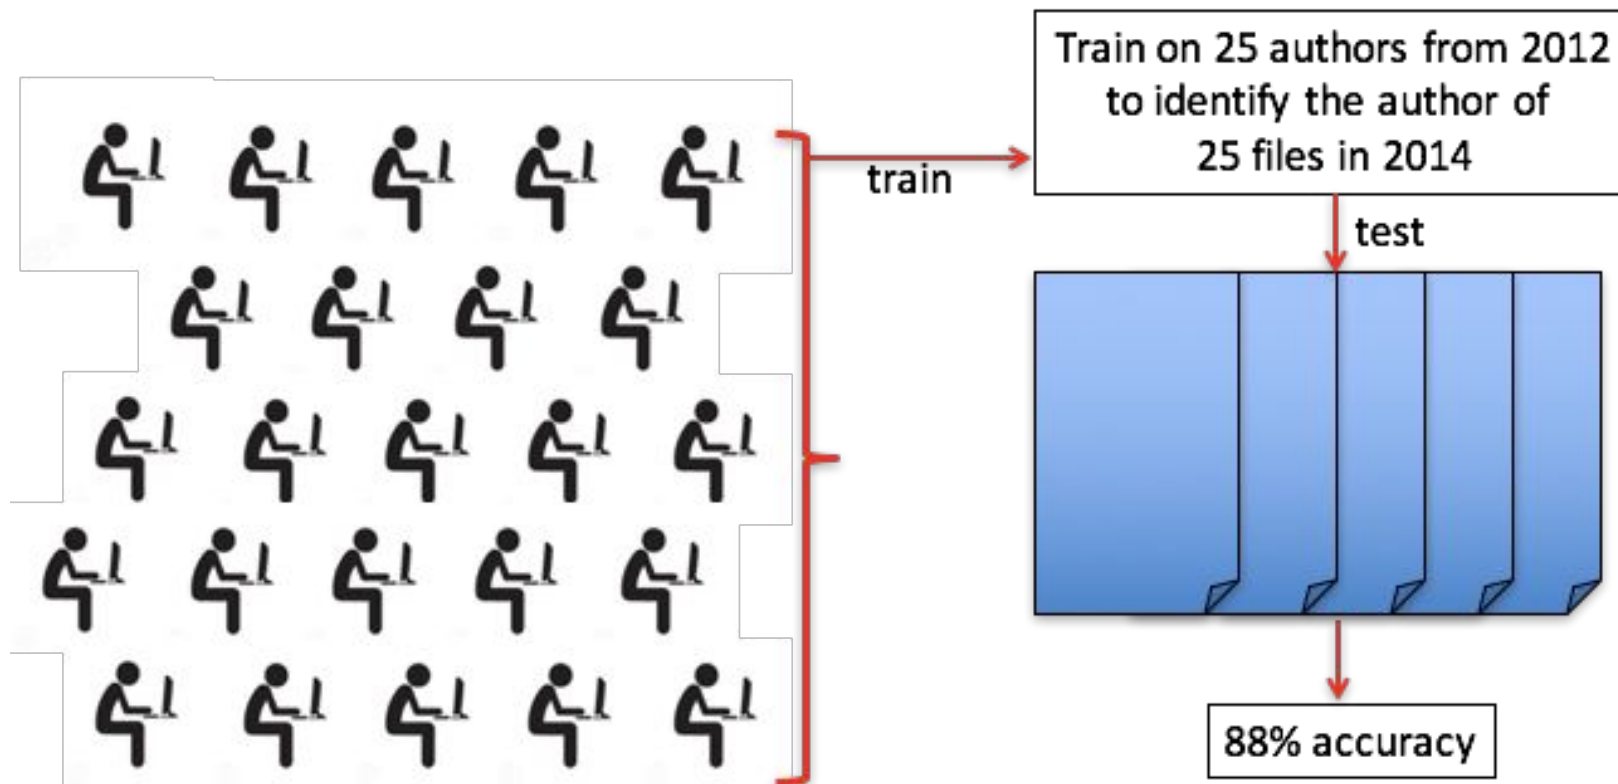 Train on 25 authors from 2012
to identify the author of
25 files in 2014
train
test
88% accuracy